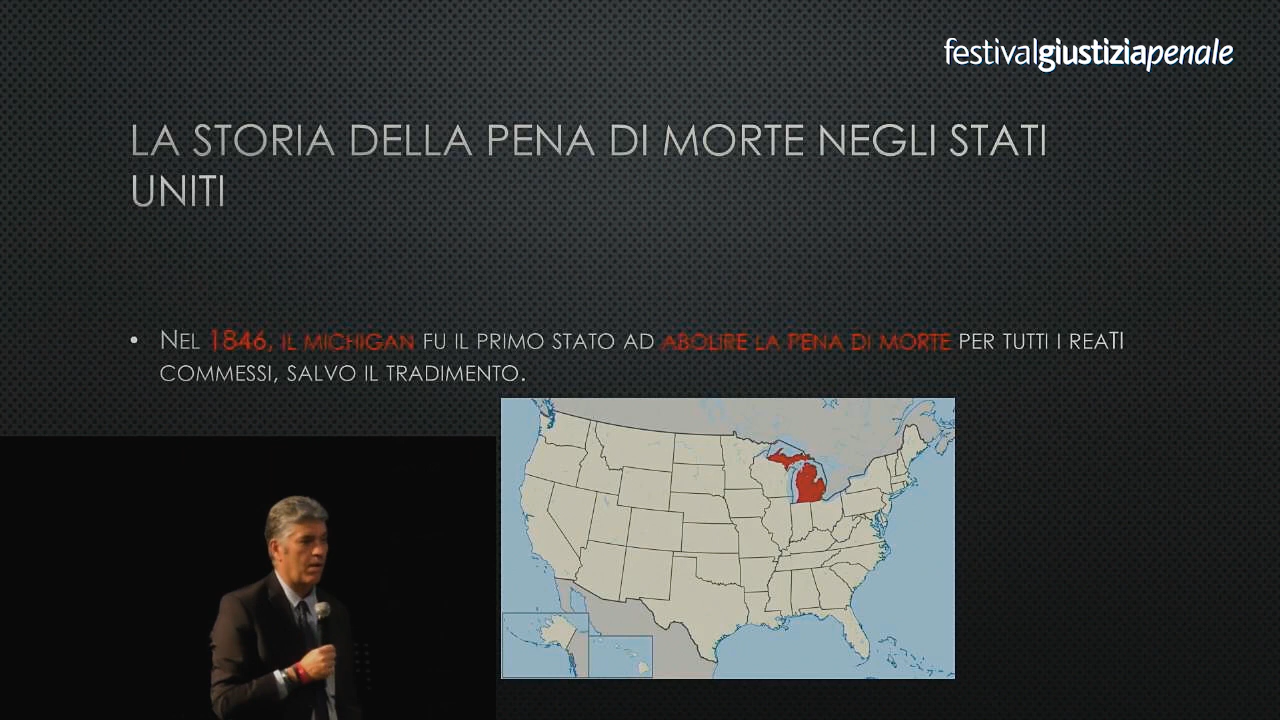 festivalgiustiziapenale
LA STORIA DELLA PENA DI MORTE NEGLI STATI
UNITI
• NEL 1846, IL MICHIGAN FU IL PRIMO STATO AD ABOLIRE LA PENA DI MORTE PER TUTTI I REATI
COMMESSI, SALVO IL TRADIMENTO.